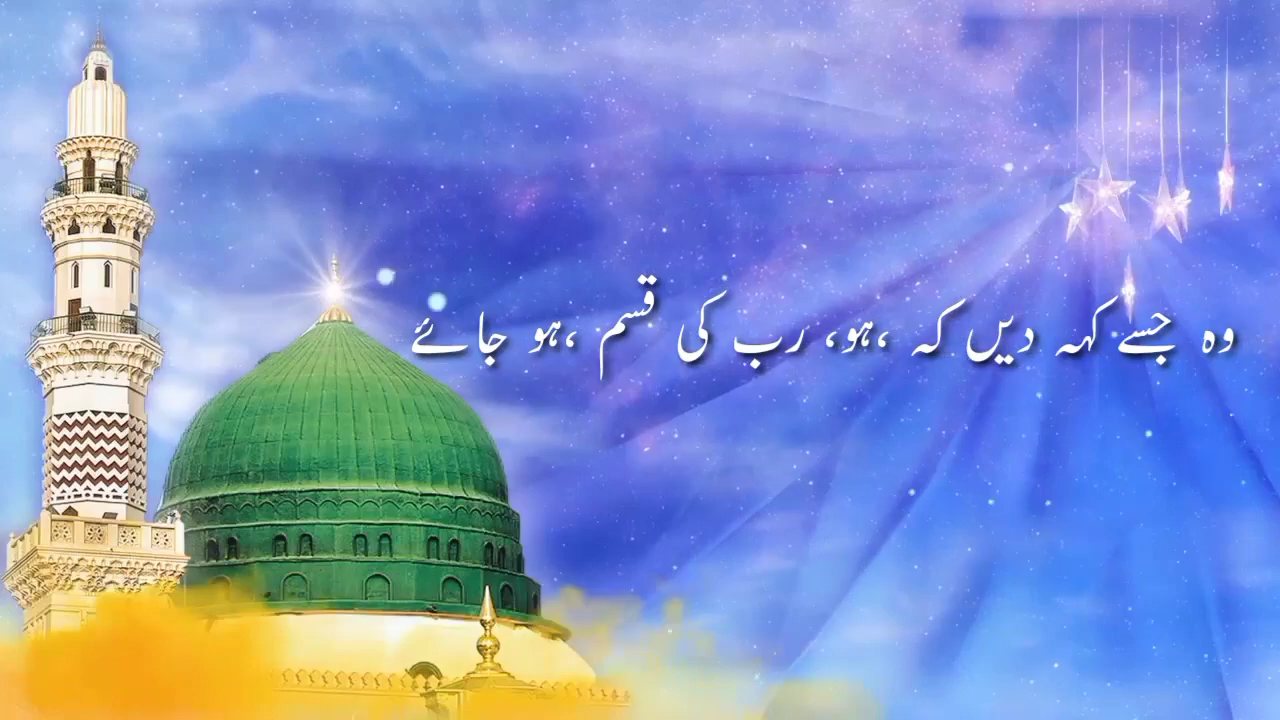 وہ جسے کہہ دیں کہ ،ہو، رب کی قسم ،ہو جائے